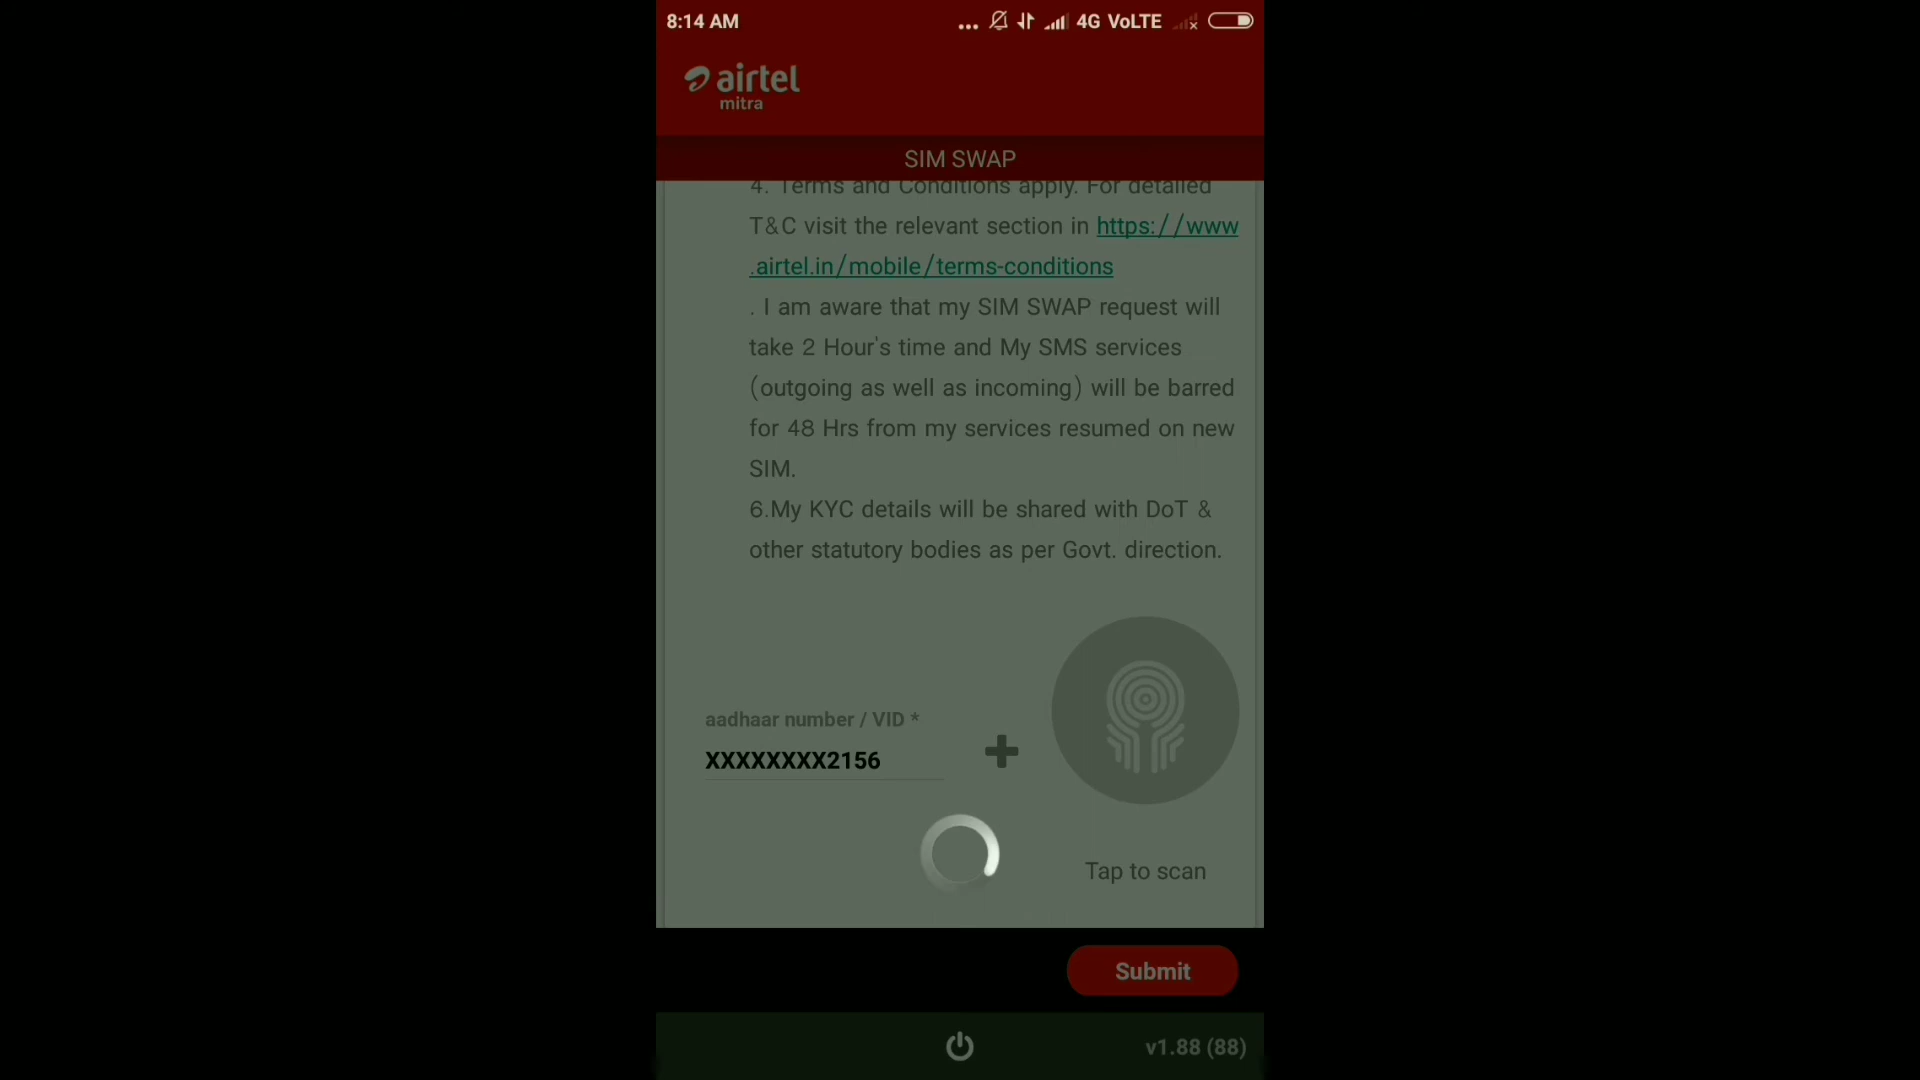 8:14 AM
... 4G VoLTE
airtel
mitra
SIM SWAP
4. Terms and Conditions apply. For detailed
T&C visit the relevant section in https://www
.airtel.in/mobile/terms-conditions
. I am aware that my SIM SWAP request will
take 2 Hour's time and My SMS services
(outgoing as well as incoming) will be barred
for 48 Hrs from my services resumed on new
SIM.
6.My KYC details will be shared with DoT &
other statutory bodies as per Govt. direction.
aadhaar number / VID *
XXXXXXXX2156
Tap to scan
Submit
v1.88 (88)